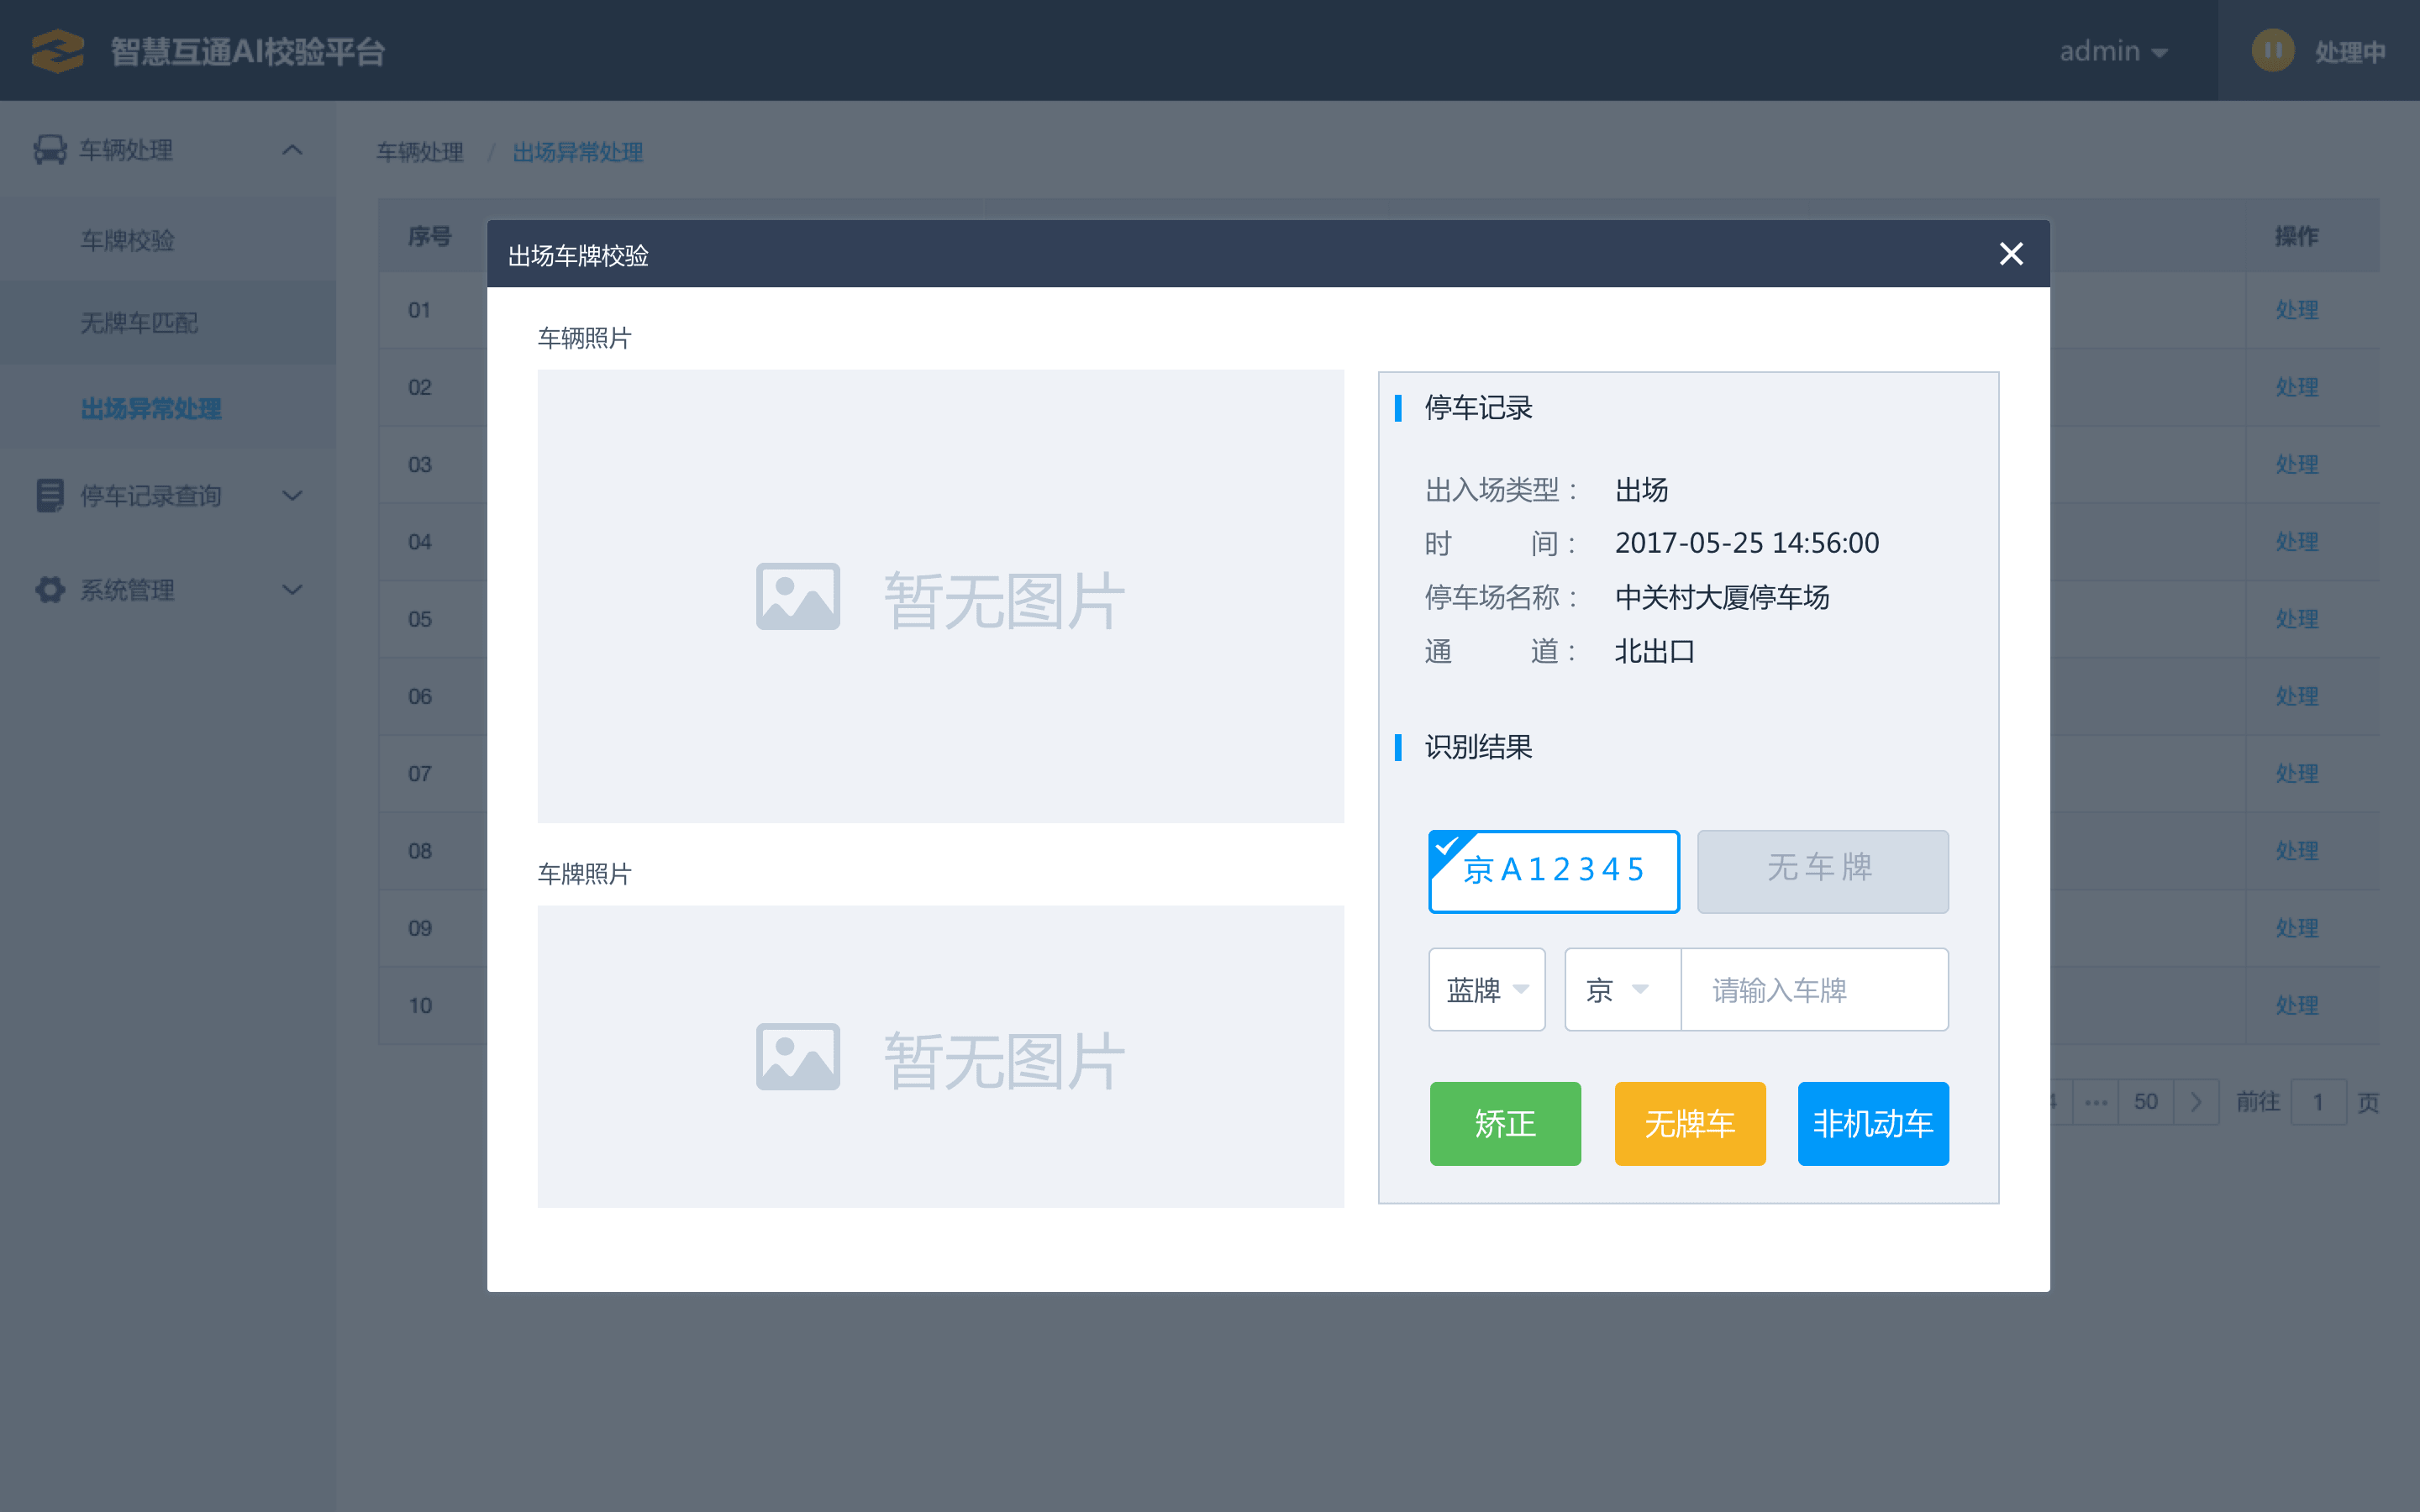 智慧互通AI校验平台
admin
处理中
车辆处理
车牌校验
无牌车匹配
出场异常处理
停车记录查询
系统管理
车辆处理 / 出场异常处理
序号 操作
01 处理
02 处理
03 处理
04 处理
05 处理
06 处理
07 处理
08 处理
09 处理
10 处理
··· 50 前往 1 页
出场车牌校验
车辆照片
暂无图片
车牌照片
暂无图片
停车记录
出入场类型： 出场
时间： 2017-05-25 14:56:00
停车场名称： 中关村大厦停车场
通道： 北出口
识别结果
京A12345 无车牌
蓝牌 京 请输入车牌
矫正 无牌车 非机动车